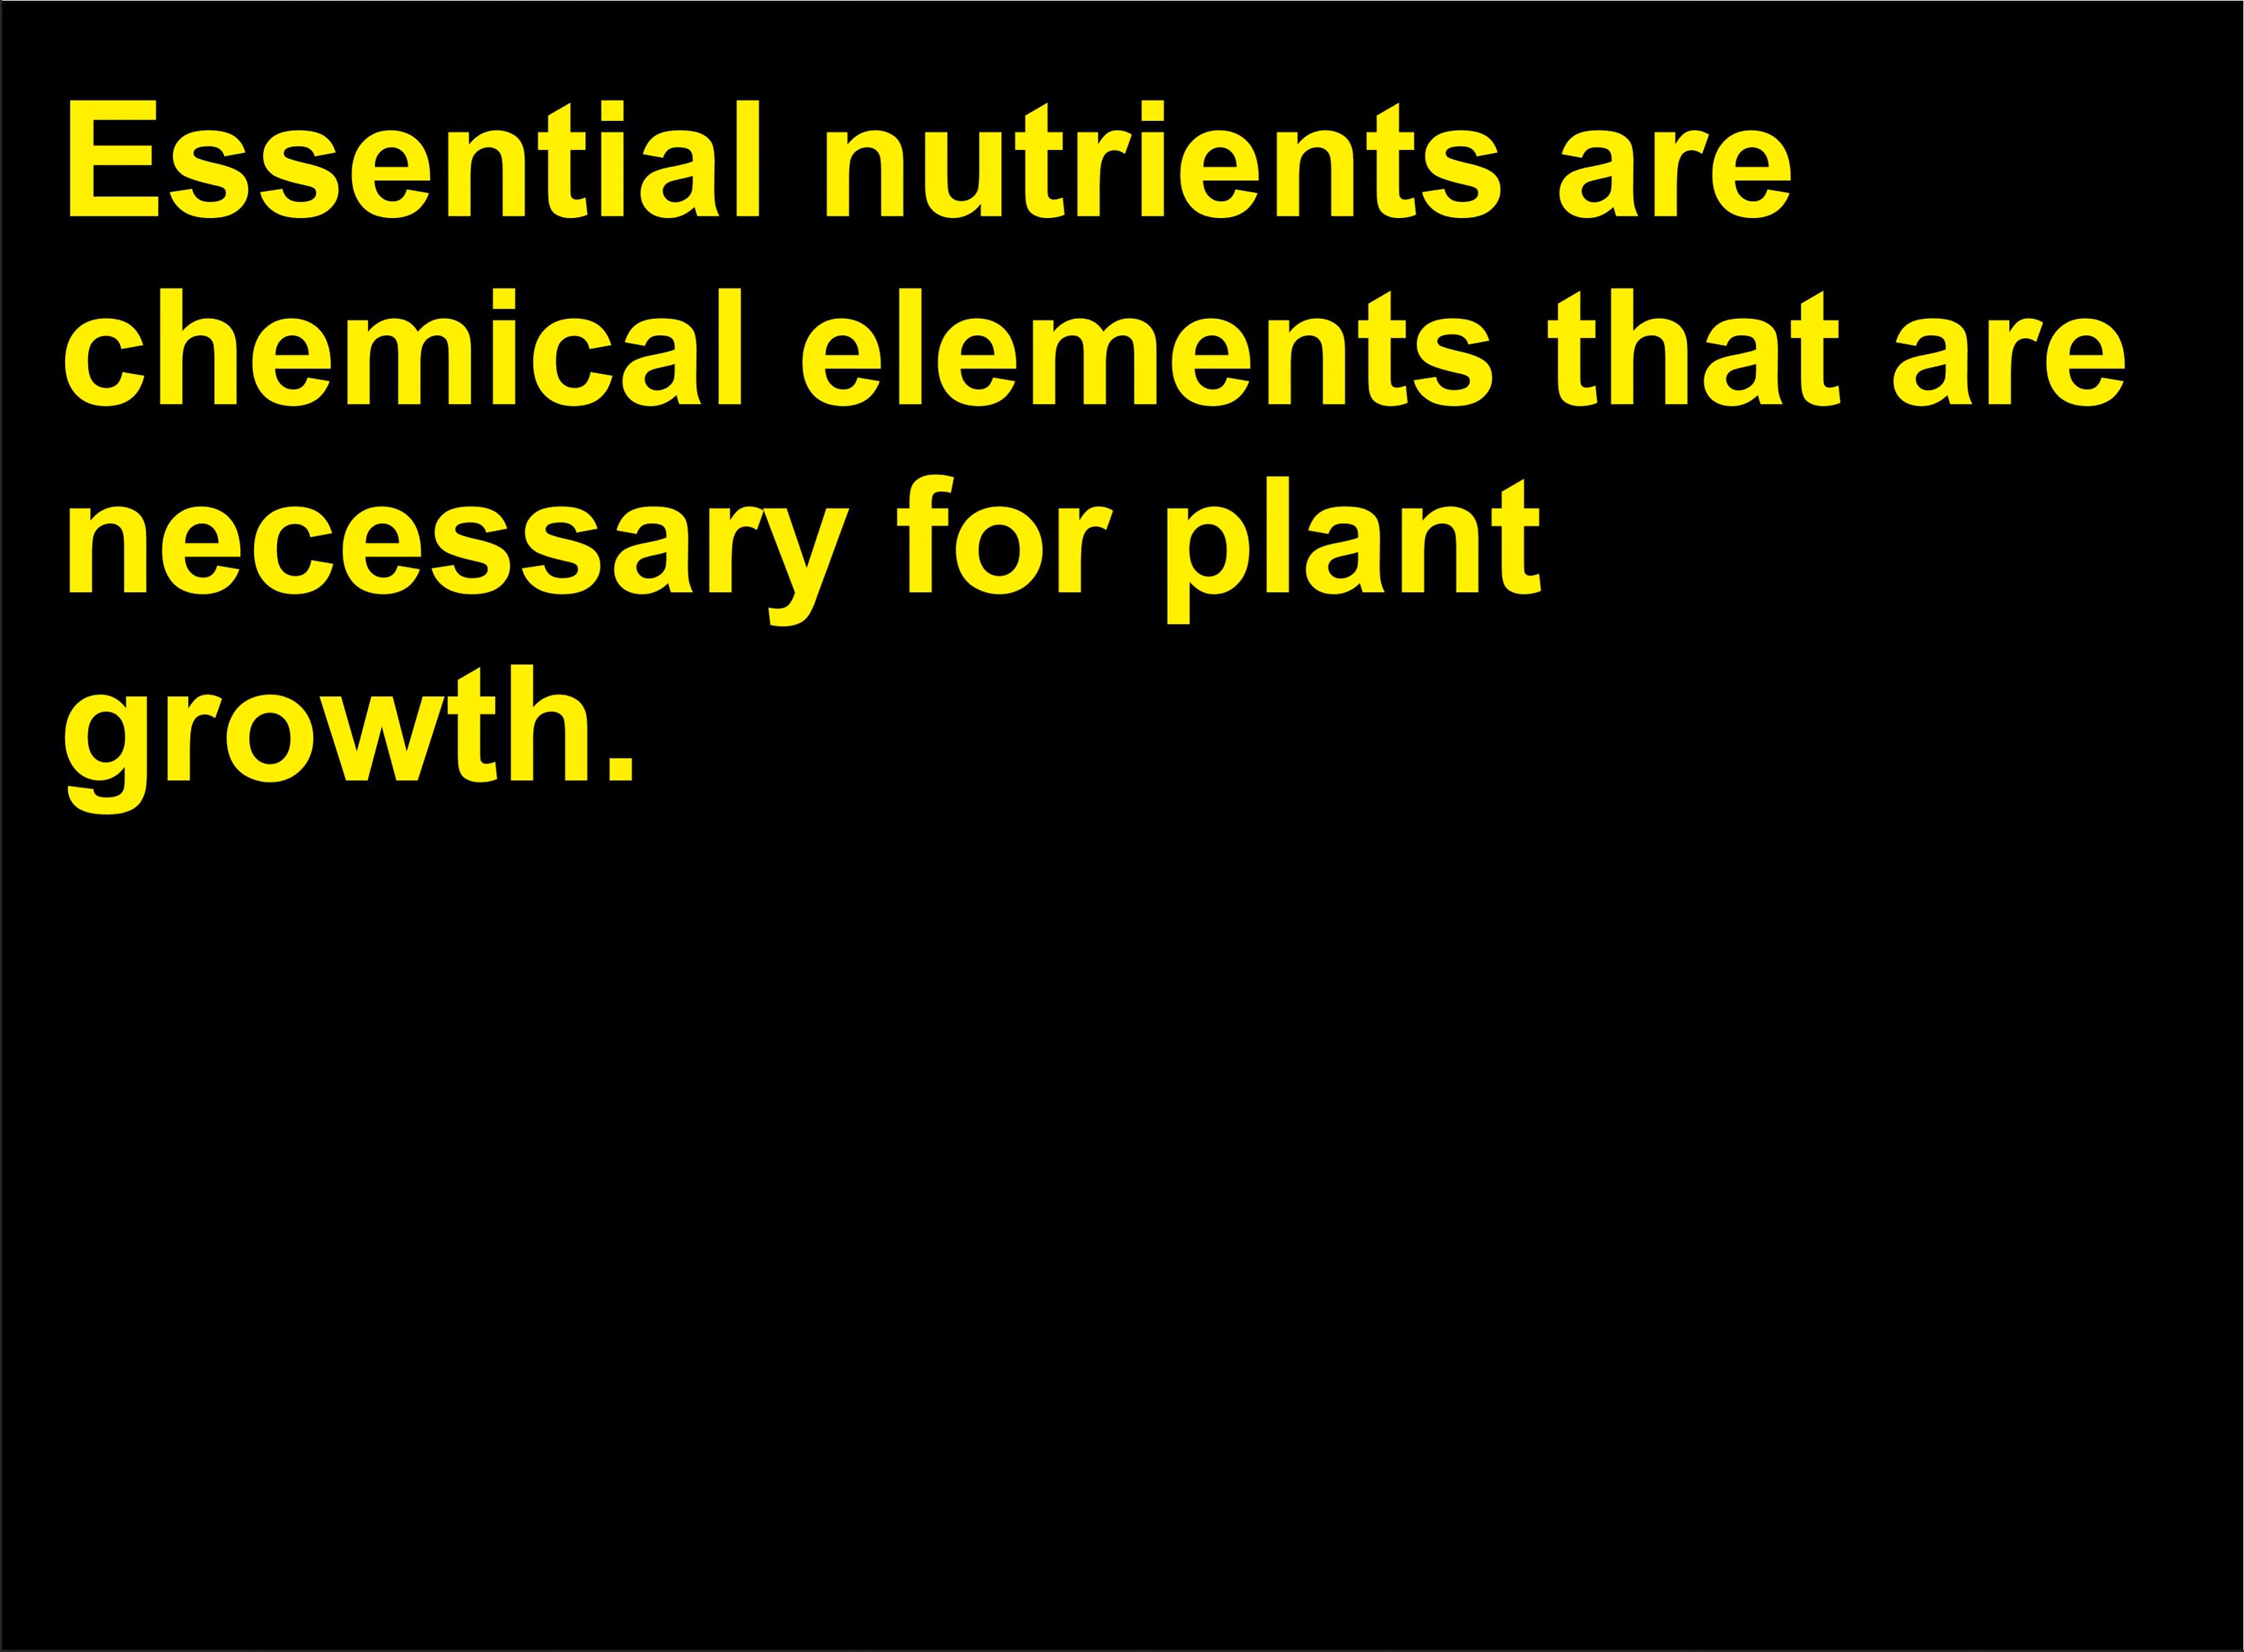 Essential nutrients are
chemical elements that are
necessary for plant
growth.